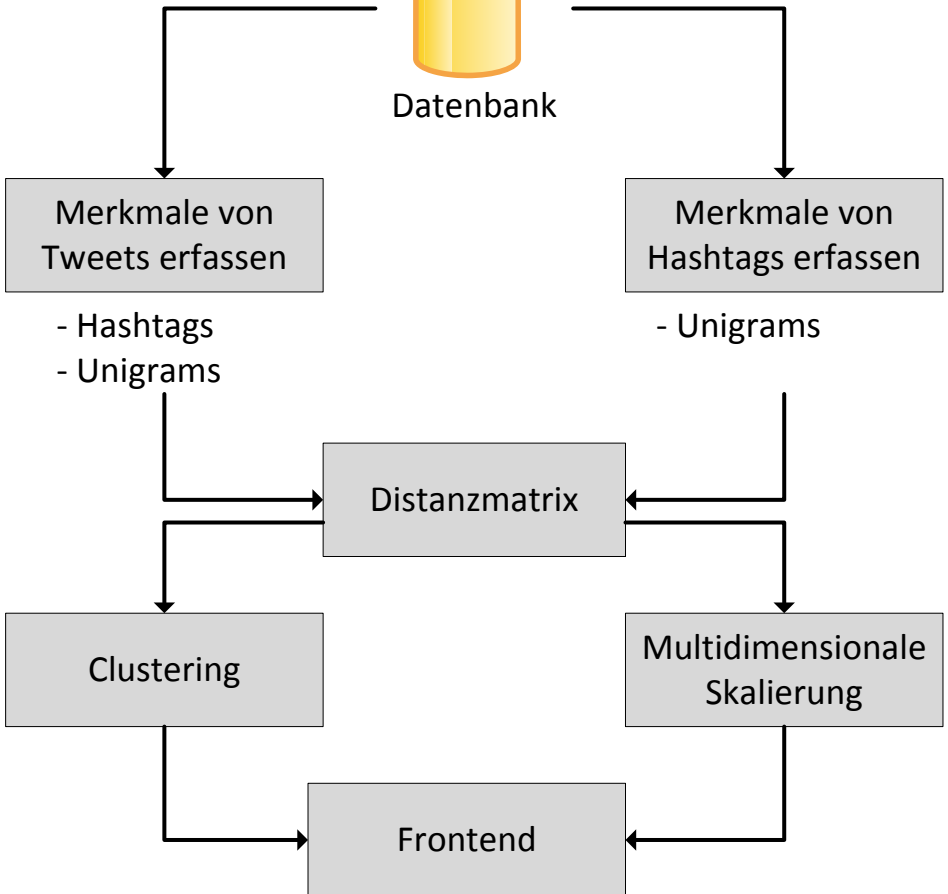 Datenbank
Merkmale von
Tweets erfassen
Merkmale von
Hashtags erfassen
- Hashtags
- Unigrams
- Unigrams
Distanzmatrix
Clustering
Multidimensionale
Skalierung
Frontend